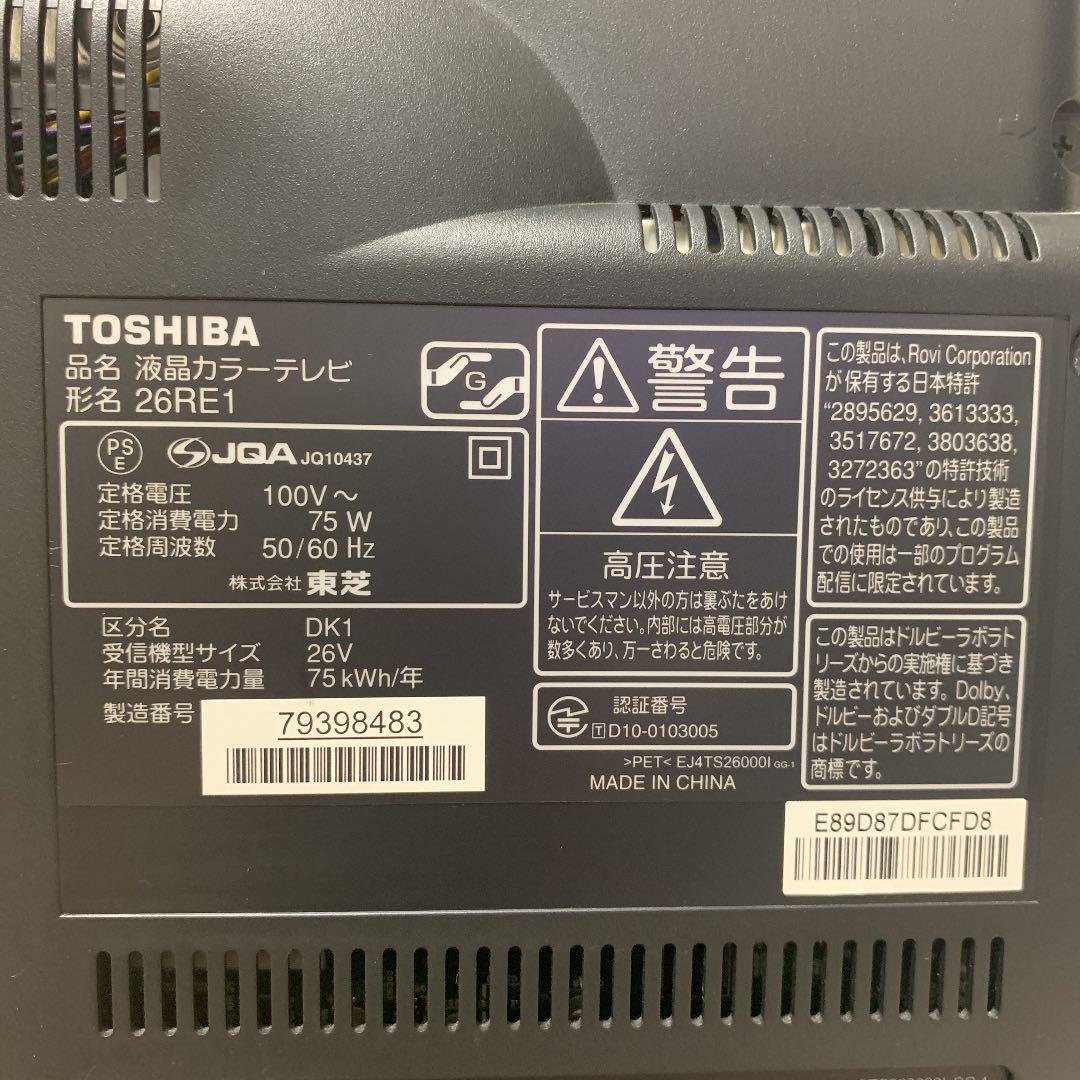 TOSHIBA
品名 液晶カラーテレビ
形名 26RE1
G
PS
E
JQA JQ10437
定格電圧 100V～
定格消費電力 75 W
定格周波数 50/60 Hz
株式会社 東芝
区分名 DK1
受信機型サイズ 26V
年間消費電力量 75 kWh/年
製造番号 79398483
警告
高圧注意
サービスマン以外の方は裏ぶたをあけ
ないでください。内部には高電圧部分が
数多くあり、万一さわると危険です。
認証番号
T D10-0103005
>PET< EJ4TS26000I GG-1
MADE IN CHINA
この製品は、Rovi Corporation
が保有する日本特許
“2895629, 3613333,
3517672, 3803638,
3272363”の特許技術
のライセンス供与により製造
されたものであり、この製品
での使用は一部のプログラム
配信に限定されています。
この製品はドルビーラボラト
リーズからの実施権に基づき
製造されています。Dolby、
ドルビーおよびダブルD記号
はドルビーラボラトリーズの
商標です。
E89D87DFCFD8